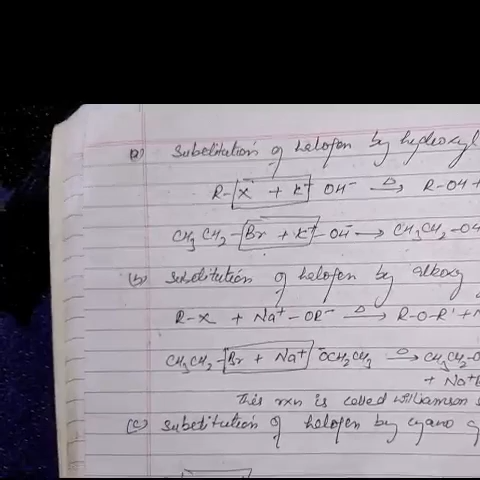 (a) Substitution of halogen by hydroxyl
R-X + K+ OH- △→ R-OH +
CH3CH2-Br + K+-OH- → CH3CH2-OH
(b) Substitution of halogen by alkoxy
R-X + Na+-OR- △→ R-O-R' +
CH3CH2-Br + Na+ -OCH2CH3 △→ CH3CH2-O
+ Na+
This rxn is called williamson s
(c) Substitution of halogen by cyano g